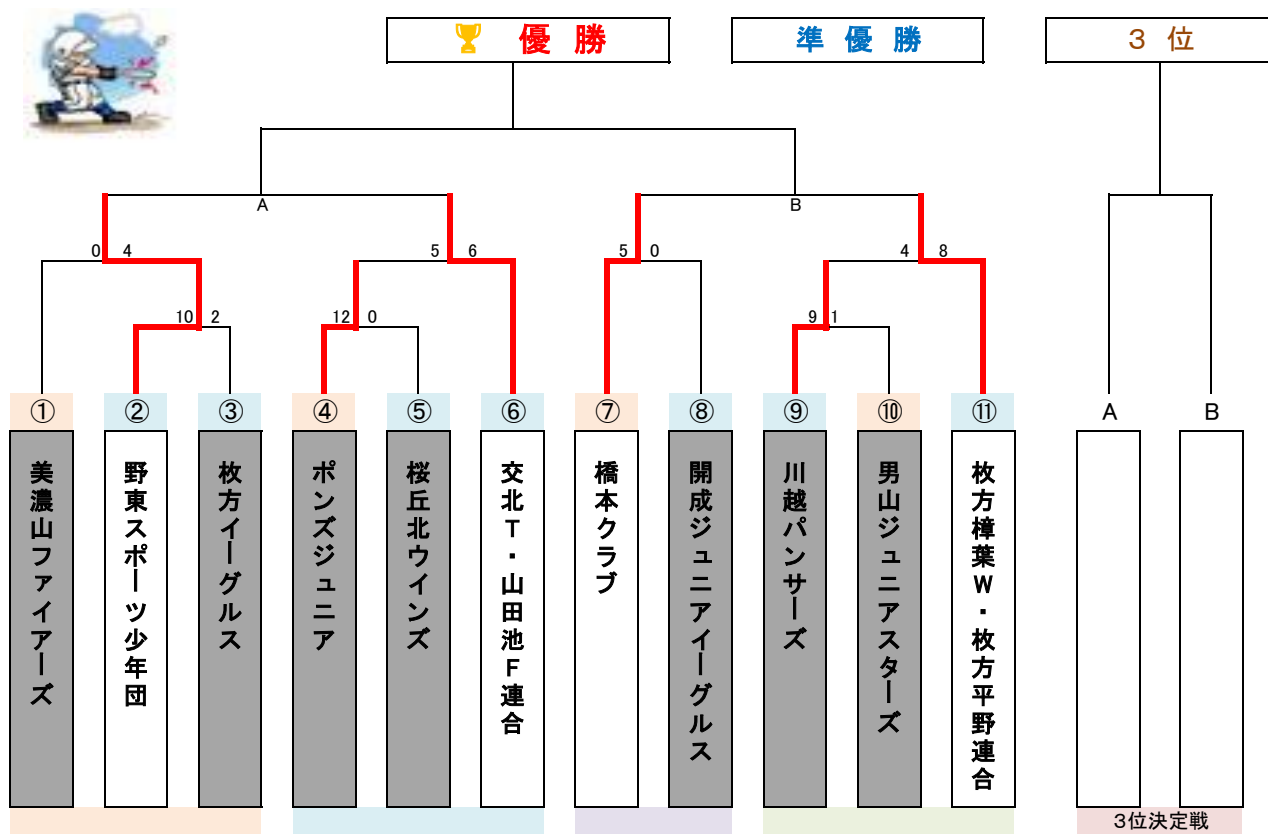 優 勝
準 優 勝
3 位
A
B
0 4
5 6
5 0
4 8
10 2
12 0
9 1
①
②
③
④
⑤
⑥
⑦
⑧
⑨
⑩
⑪
A
B
美濃山ファイアーズ
野東スポーツ少年団
枚方イーグルス
ポンズジュニア
桜丘北ウインズ
交北T・山田池F連合
橋本クラブ
開成ジュニアイーグルス
川越パンサーズ
男山ジュニアスターズ
枚方樟葉W・枚方平野連合
3位決定戦